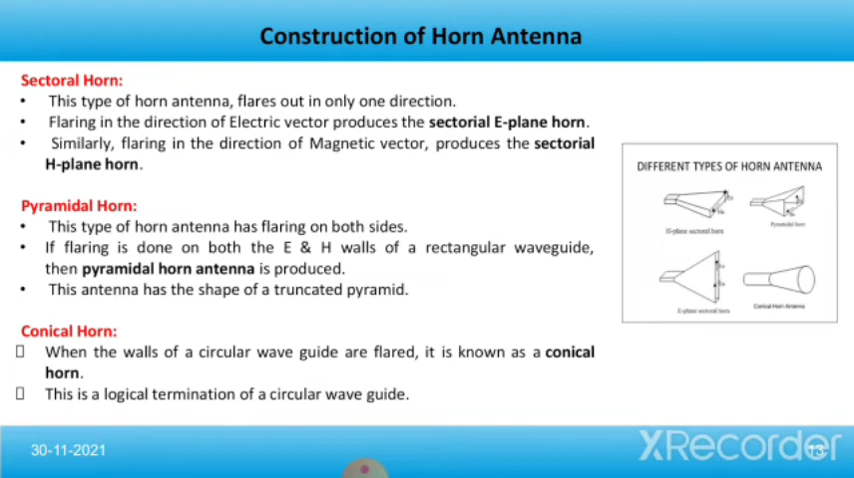 Construction of Horn Antenna
Sectoral Horn:
• This type of horn antenna, flares out in only one direction.
• Flaring in the direction of Electric vector produces the sectorial E-plane horn.
• Similarly, flaring in the direction of Magnetic vector, produces the sectorial
H-plane horn.
Pyramidal Horn:
• This type of horn antenna has flaring on both sides.
• If flaring is done on both the E & H walls of a rectangular waveguide,
then pyramidal horn antenna is produced.
• This antenna has the shape of a truncated pyramid.
Conical Horn:
When the walls of a circular wave guide are flared, it is known as a conical
horn.
This is a logical termination of a circular wave guide.
DIFFERENT TYPES OF HORN ANTENNA
H-plane sectoral horn
Pyramidal horn
E-plane sectoral horn
Conical Horn Antenna
30-11-2021
XRecorder
13